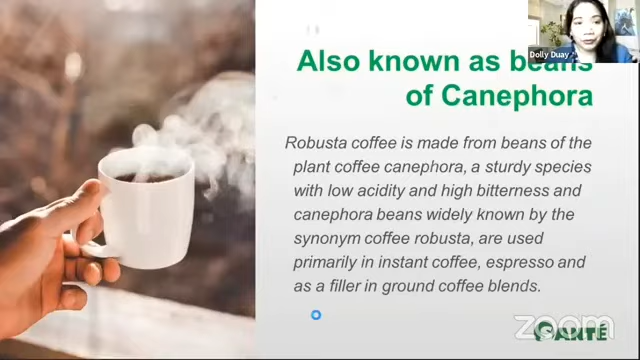 Dolly Duay
Also known as beans
of Canephora
Robusta coffee is made from beans of the
plant coffee canephora, a sturdy species
with low acidity and high bitterness and
canephora beans widely known by the
synonym coffee robusta, are used
primarily in instant coffee, espresso and
as a filler in ground coffee blends.
zoom
SANTÉ